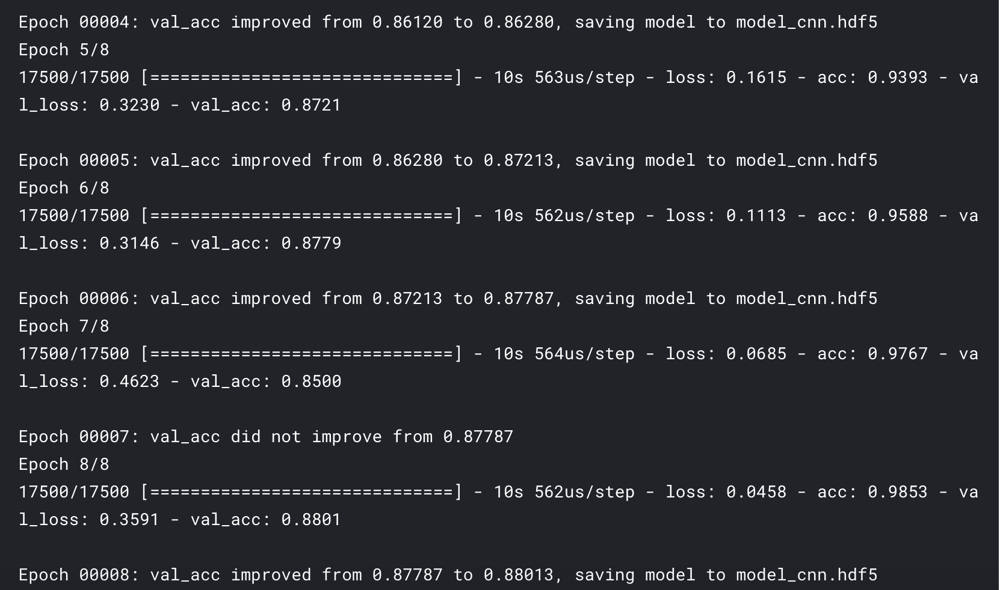 Epoch 00004: val_acc improved from 0.86120 to 0.86280, saving model to model_cnn.hdf5
Epoch 5/8
17500/17500 [==============================] - 10s 563us/step - loss: 0.1615 - acc: 0.9393 - va
l_loss: 0.3230 - val_acc: 0.8721
Epoch 00005: val_acc improved from 0.86280 to 0.87213, saving model to model_cnn.hdf5
Epoch 6/8
17500/17500 [==============================] - 10s 562us/step - loss: 0.1113 - acc: 0.9588 - va
l_loss: 0.3146 - val_acc: 0.8779
Epoch 00006: val_acc improved from 0.87213 to 0.87787, saving model to model_cnn.hdf5
Epoch 7/8
17500/17500 [==============================] - 10s 564us/step - loss: 0.0685 - acc: 0.9767 - va
l_loss: 0.4623 - val_acc: 0.8500
Epoch 00007: val_acc did not improve from 0.87787
Epoch 8/8
17500/17500 [==============================] - 10s 562us/step - loss: 0.0458 - acc: 0.9853 - va
l_loss: 0.3591 - val_acc: 0.8801
Epoch 00008: val_acc improved from 0.87787 to 0.88013, saving model to model_cnn.hdf5